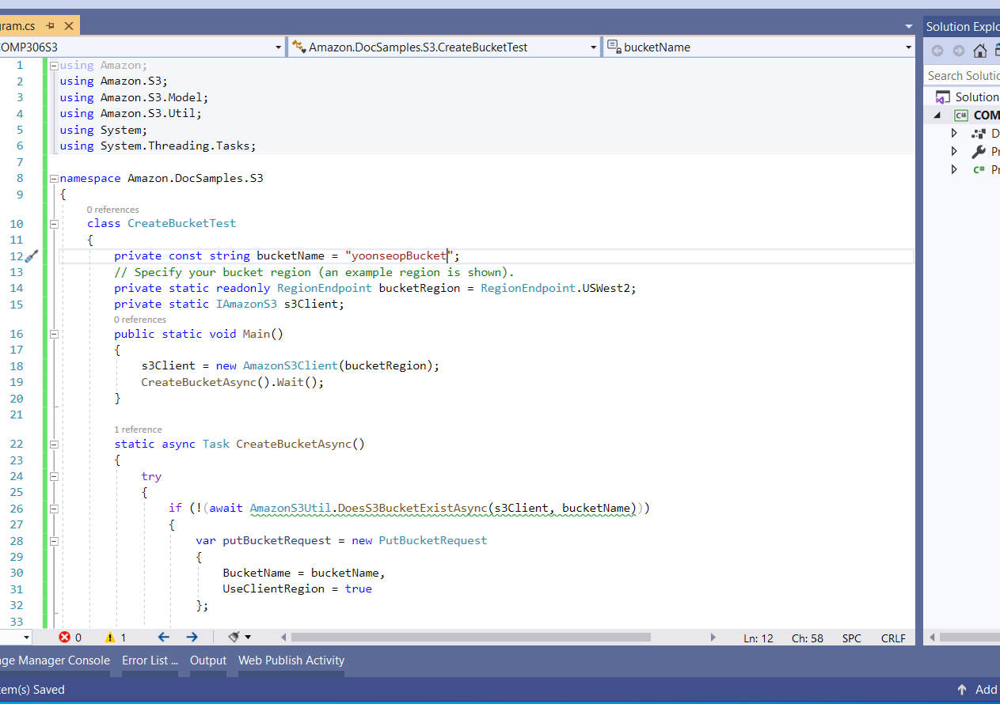 ram.cs
OMP306S3 Amazon.DocSamples.S3.CreateBucketTest bucketName
1 using Amazon;
2 using Amazon.S3;
3 using Amazon.S3.Model;
4 using Amazon.S3.Util;
5 using System;
6 using System.Threading.Tasks;
7
8 namespace Amazon.DocSamples.S3
9 {
0 references
10 class CreateBucketTest
11 {
12 private const string bucketName = "yoonseopBucket";
13 // Specify your bucket region (an example region is shown).
14 private static readonly RegionEndpoint bucketRegion = RegionEndpoint.USWest2;
15 private static IAmazonS3 s3Client;
0 references
16 public static void Main()
17 {
18 s3Client = new AmazonS3Client(bucketRegion);
19 CreateBucketAsync().Wait();
20 }
21
1 reference
22 static async Task CreateBucketAsync()
23 {
24 try
25 {
26 if (!(await AmazonS3Util.DoesS3BucketExistAsync(s3Client, bucketName)))
27 {
28 var putBucketRequest = new PutBucketRequest
29 {
30 BucketName = bucketName,
31 UseClientRegion = true
32 };
33
0 1 Ln: 12 Ch: 58 SPC CRLF
ge Manager Console Error List ... Output Web Publish Activity
em(s) Saved Add
Solution Explo
Search Solutio
Solution
C# COM
D
Pr
C# Pr